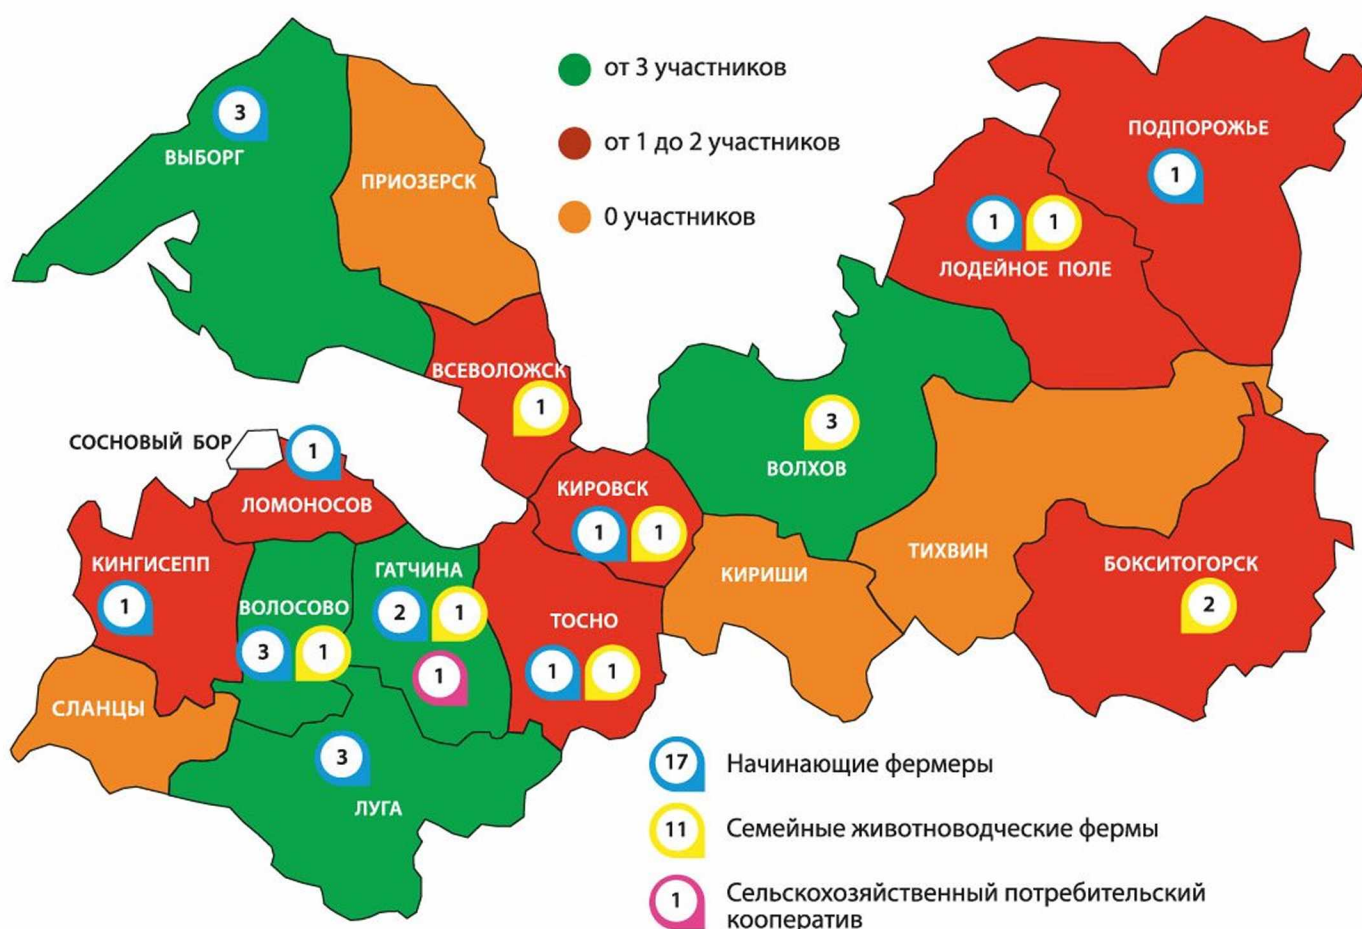 от 3 участников
от 1 до 2 участников
0 участников
3
ВЫБОРГ
ПРИОЗЕРСК
ПОДПОРОЖЬЕ
1
1 1
ЛОДЕЙНОЕ ПОЛЕ
ВСЕВОЛОЖСК
1
3
ВОЛХОВ
СОСНОВЫЙ БОР
1
ЛОМОНОСОВ
КИРОВСК
1 1
КИНГИСЕПП
1
ВОЛОСОВО
3 1
ГАТЧИНА
2 1
1
ТОСНО
1 1
КИРИШИ
ТИХВИН
БОКСИТОГОРСК
2
СЛАНЦЫ
3
ЛУГА
17 Начинающие фермеры
11 Семейные животноводческие фермы
1 Сельскохозяйственный потребительский
кооператив